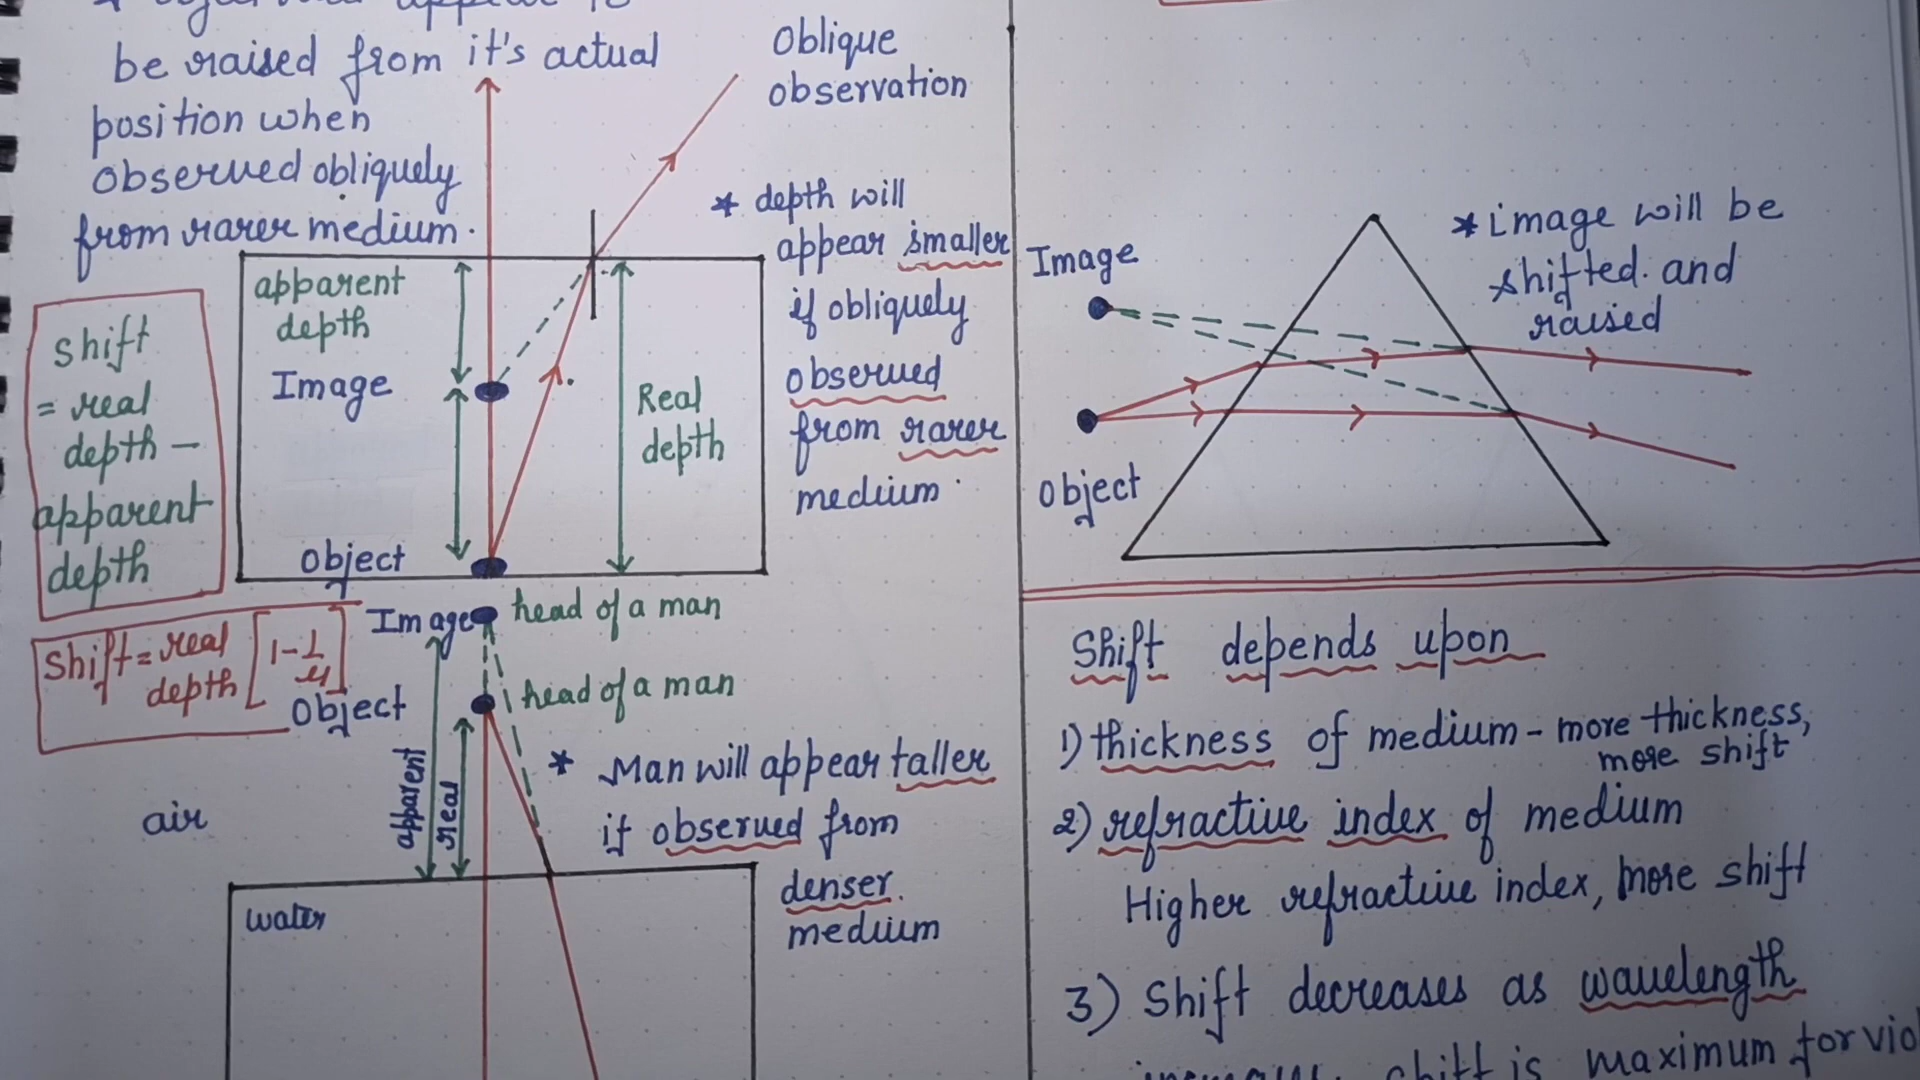 appear to
be raised from it's actual
position when
observed obliquely
from rarer medium.
Oblique
observation
* depth will
appear smaller
if obliquely
observed
from rarer
medium
apparent
depth
Image
Real
depth
Object
Shift
= real
depth -
apparent
depth
Shift = real
depth [1 - 1/μ]
Image
head of a man
Object
head of a man
apparent
real
* Man will appear taller
if observed from
denser
medium
air
water
Image
Object
* image will be
shifted. and
raised
Shift depends upon
1) thickness of medium - more thickness,
more shift
2) refractive index of medium
Higher refractive index, more shift
3) Shift decreases as wavelength
shift is maximum for